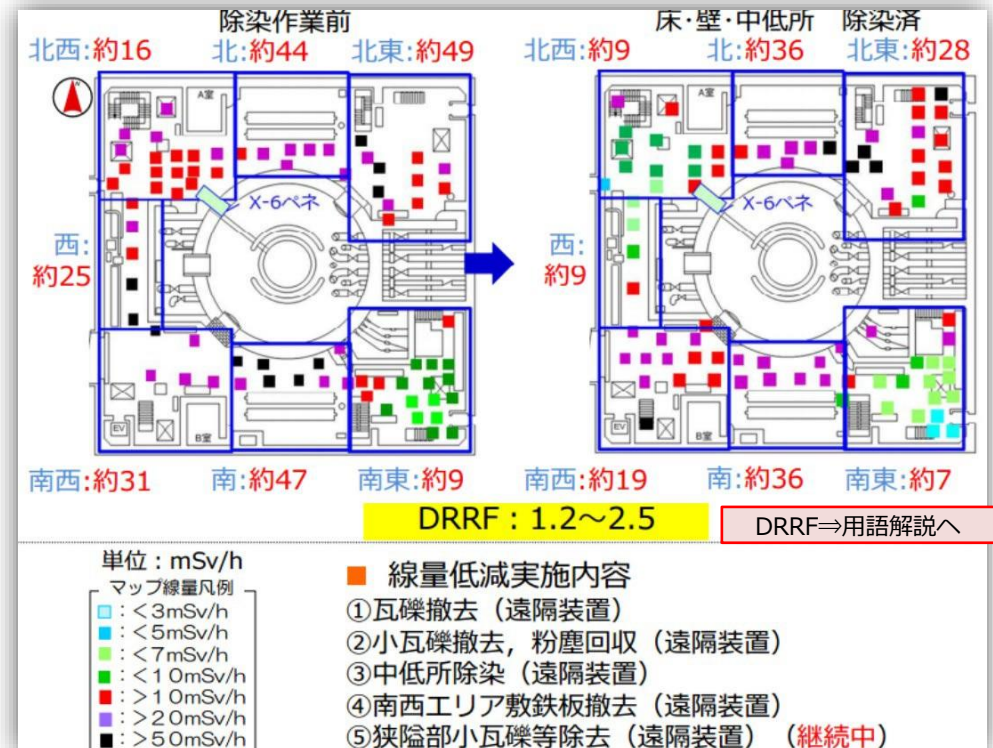 除染作業前
床・壁・中低所 除染済
北西:約16 北:約44 北東:約49
北西:約9 北:約36 北東:約28
N
A室
X-6ペネ
西:
約25
EV
B室
A室
X-6ペネ
西:
約9
EV
B室
南西:約31 南:約47 南東:約9
南西:約19 南:約36 南東:約7
DRRF：1.2～2.5
DRRF⇒用語解説へ
単位：mSv/h
マップ線量凡例
：＜3mSv/h
：＜5mSv/h
：＜7mSv/h
：＜10mSv/h
：＞10mSv/h
：＞20mSv/h
：＞50mSv/h
■ 線量低減実施内容
①瓦礫撤去（遠隔装置）
②小瓦礫撤去，粉塵回収（遠隔装置）
③中低所除染（遠隔装置）
④南西エリア敷鉄板撤去（遠隔装置）
⑤狭隘部小瓦礫等除去（遠隔装置）（継続中）